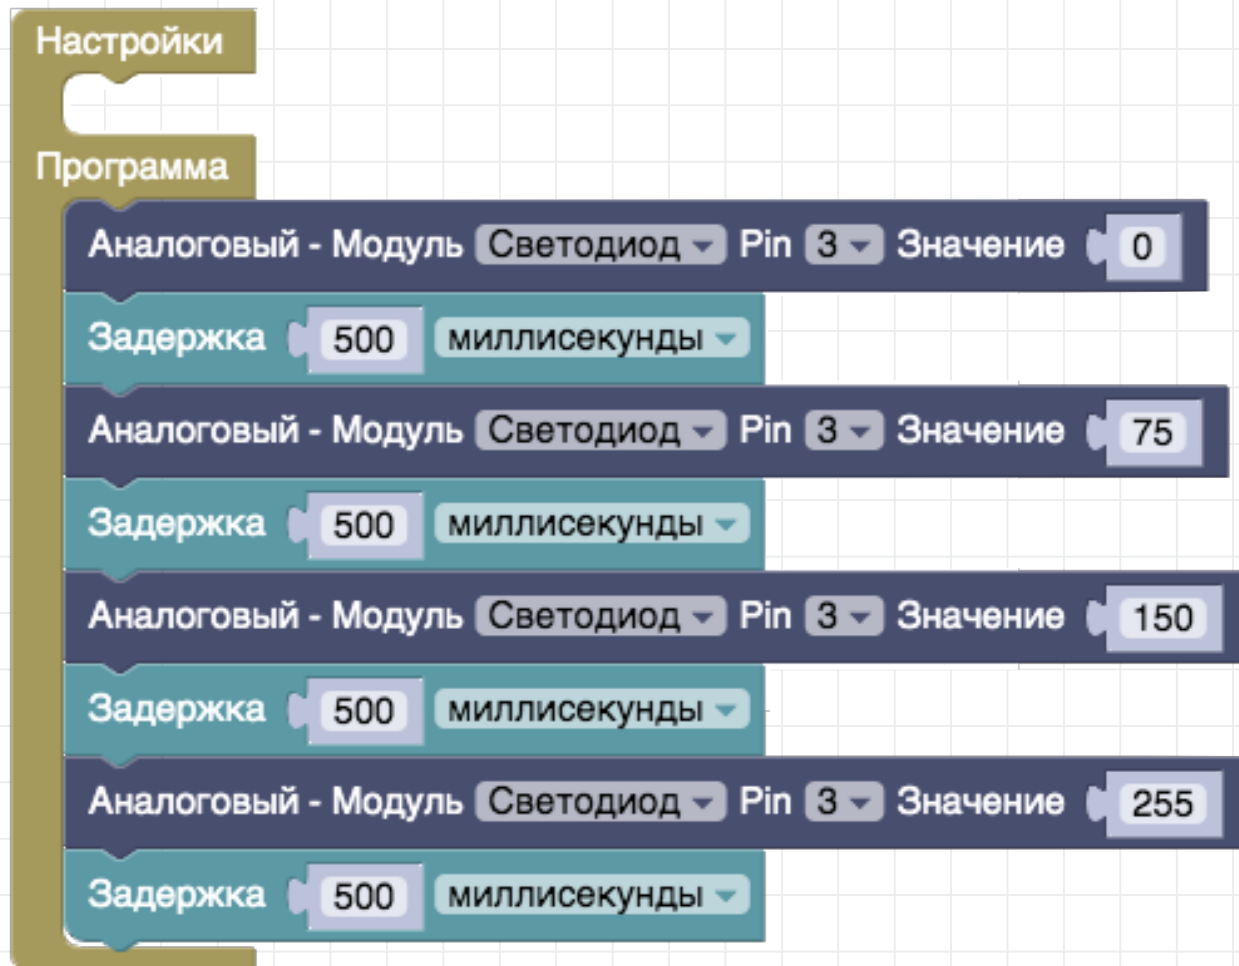 Настройки
Программа
Аналоговый - Модуль Светодиод Pin 3 Значение 0
Задержка 500 миллисекунды
Аналоговый - Модуль Светодиод Pin 3 Значение 75
Задержка 500 миллисекунды
Аналоговый - Модуль Светодиод Pin 3 Значение 150
Задержка 500 миллисекунды
Аналоговый - Модуль Светодиод Pin 3 Значение 255
Задержка 500 миллисекунды